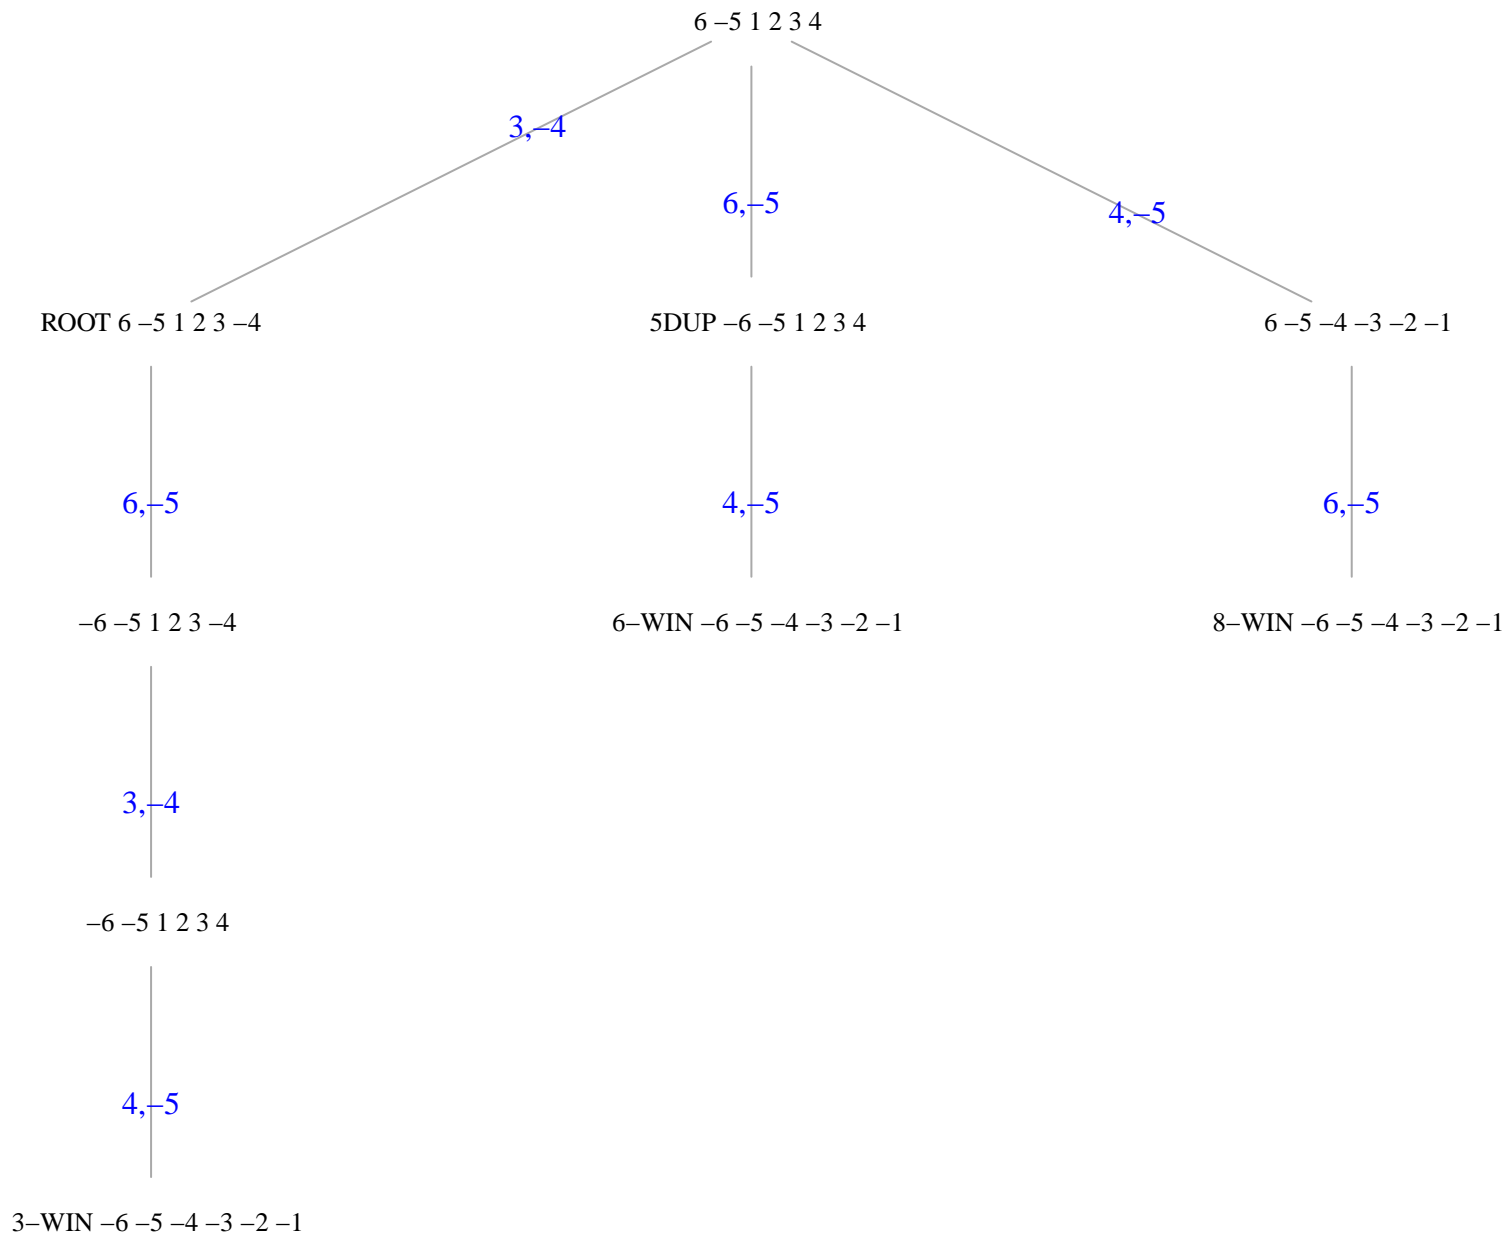 6 –5 1 2 3 4
3,–4
6,–5
4,–5
ROOT 6 –5 1 2 3 –4
5DUP –6 –5 1 2 3 4
6 –5 –4 –3 –2 –1
6,–5
4,–5
6,–5
–6 –5 1 2 3 –4
6–WIN –6 –5 –4 –3 –2 –1
8–WIN –6 –5 –4 –3 –2 –1
3,–4
–6 –5 1 2 3 4
4,–5
3–WIN –6 –5 –4 –3 –2 –1